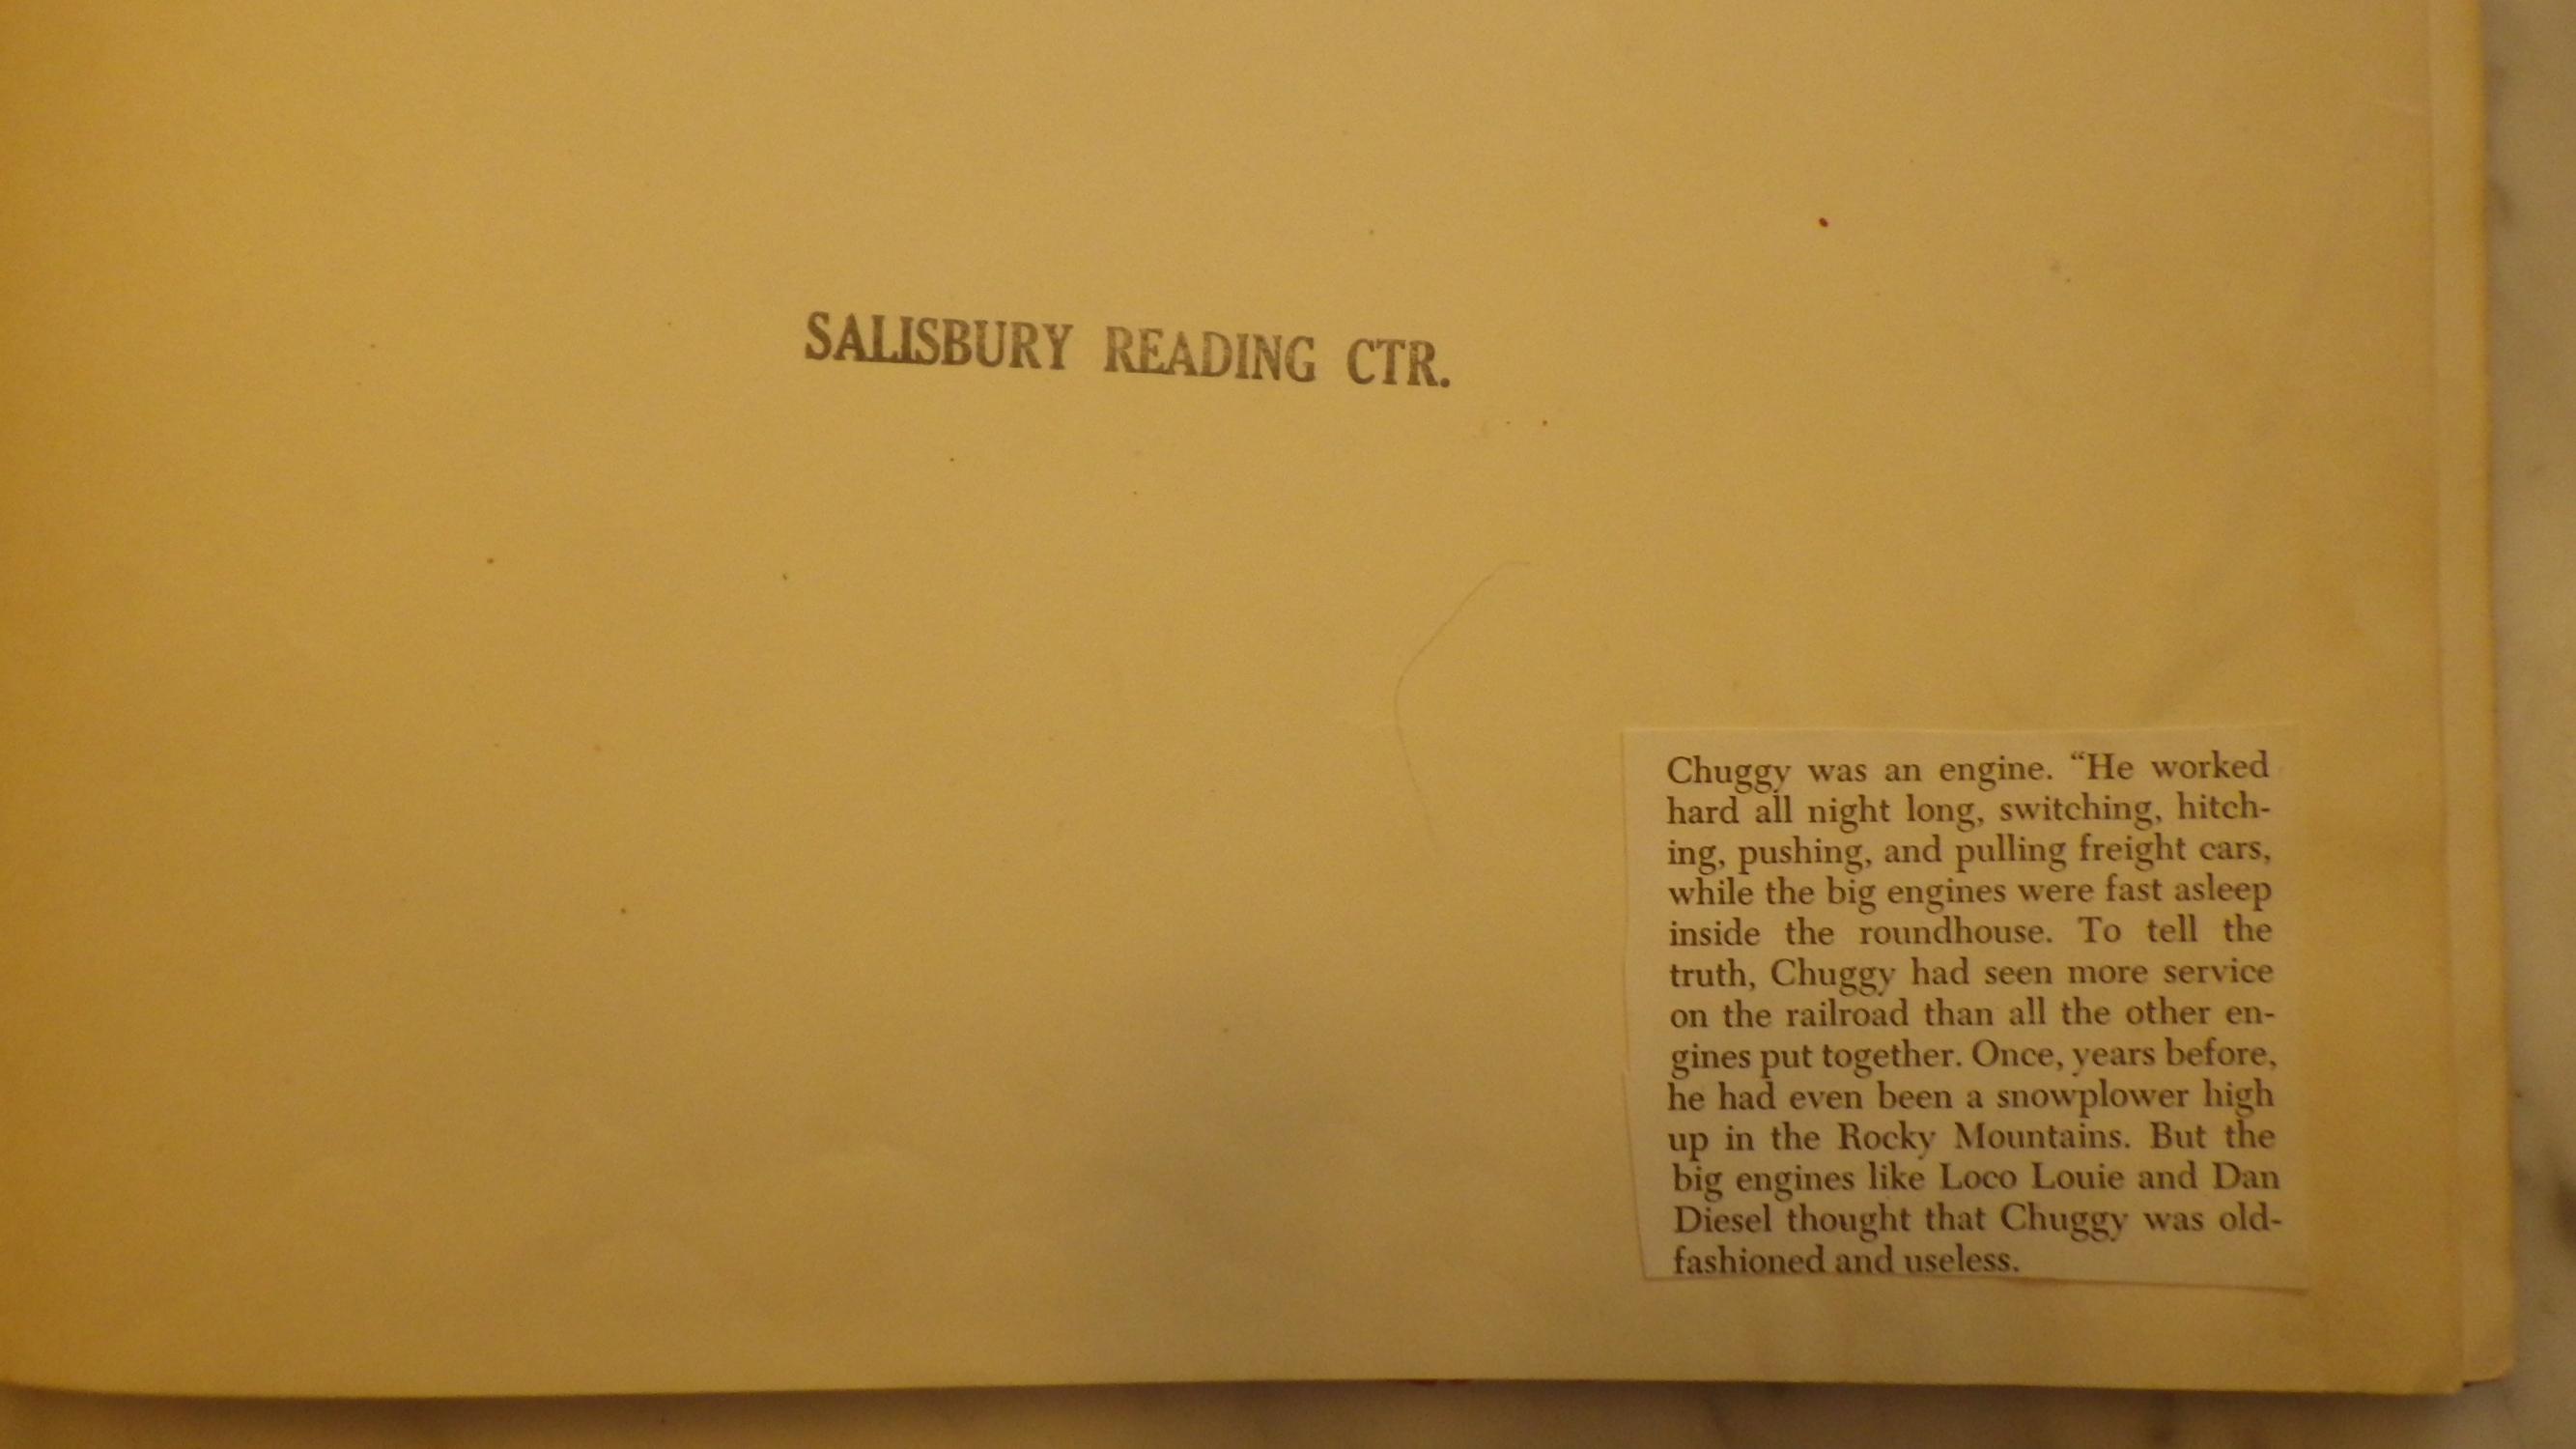 SALISBURY READING CTR.
Chuggy was an engine. “He worked
hard all night long, switching, hitch-
ing, pushing, and pulling freight cars,
while the big engines were fast asleep
inside the roundhouse. To tell the
truth, Chuggy had seen more service
on the railroad than all the other en-
gines put together. Once, years before,
he had even been a snowplower high
up in the Rocky Mountains. But the
big engines like Loco Louie and Dan
Diesel thought that Chuggy was old-
fashioned and useless.